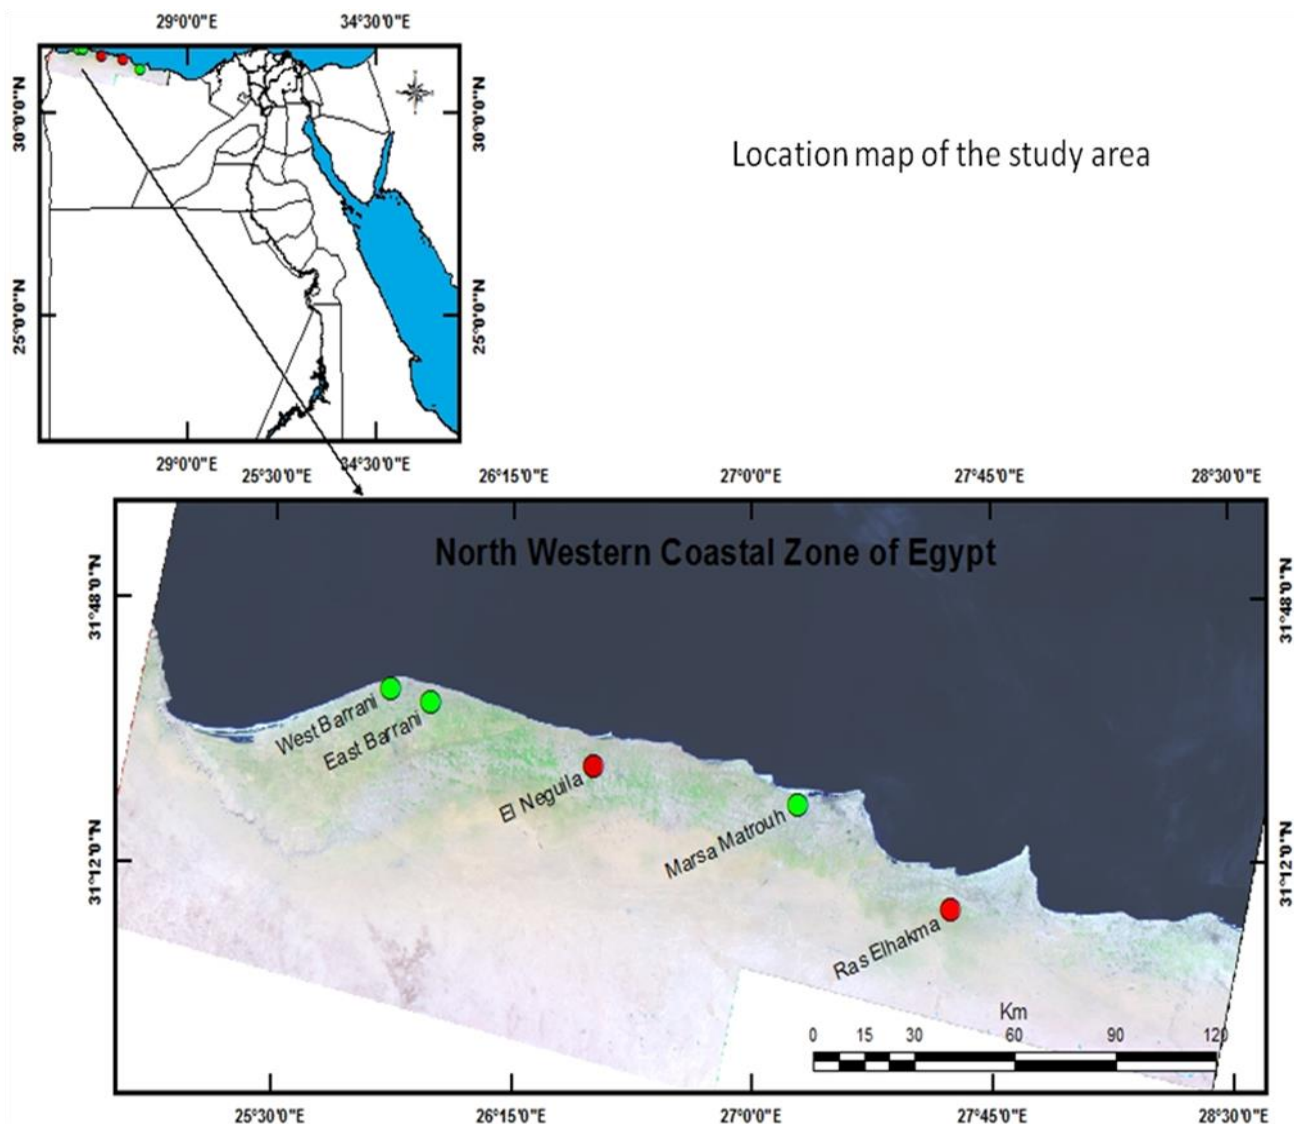 29°0'0"E 34°30'0"E
30°0'0"N 30°0'0"N
Location map of the study area
25°0'0"N 25°0'0"N
29°0'0"E 34°30'0"E
25°30'0"E 26°15'0"E 27°0'0"E 27°45'0"E 28°30'0"E
North Western Coastal Zone of Egypt
31°48'0"N 31°48'0"N
West Barrani
East Barrani
El Neguila
Marsa Matrouh
31°12'0"N 31°12'0"N
Ras Elhakma
Km
0 15 30 60 90 120
25°30'0"E 26°15'0"E 27°0'0"E 27°45'0"E 28°30'0"E